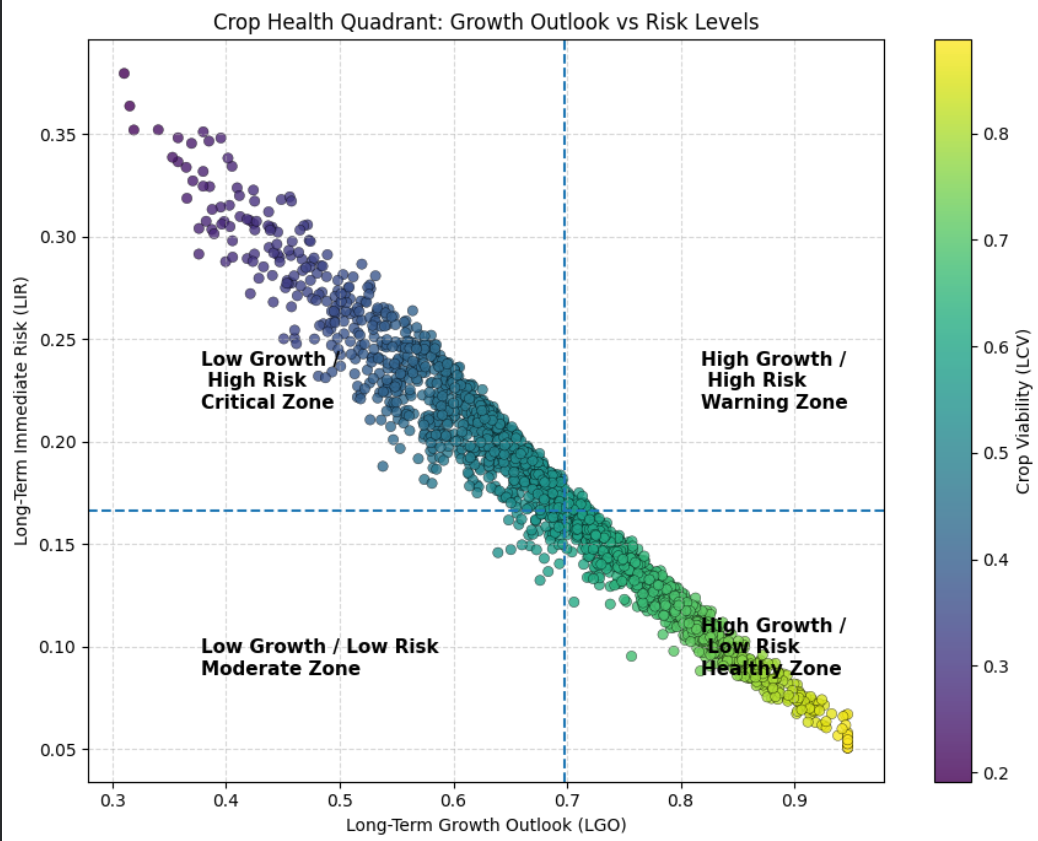 Crop Health Quadrant: Growth Outlook vs Risk Levels
Long-Term Immediate Risk (LIR)
0.35
0.30
0.25
0.20
0.15
0.10
0.05
Low Growth /
High Risk
Critical Zone
High Growth /
High Risk
Warning Zone
Low Growth / Low Risk
Moderate Zone
High Growth /
Low Risk
Healthy Zone
0.3
0.4
0.5
0.6
0.7
0.8
0.9
Long-Term Growth Outlook (LGO)
0.8
0.7
0.6
0.5
0.4
0.3
0.2
Crop Viability (LCV)